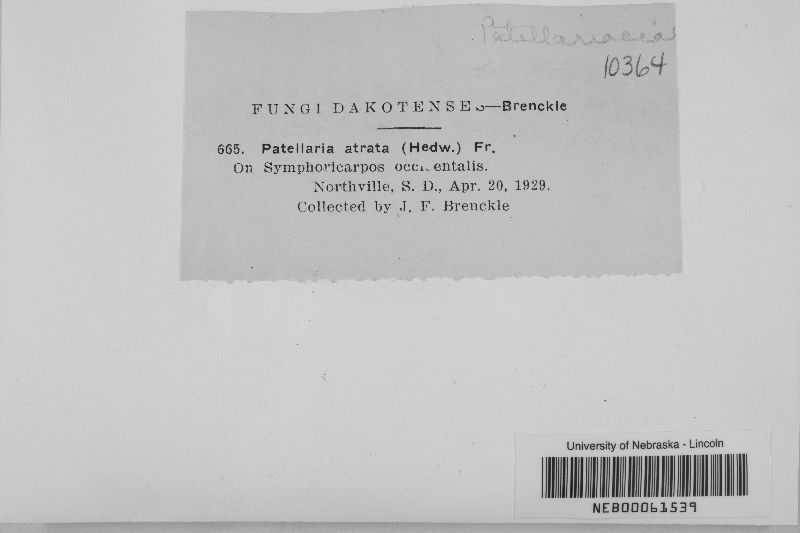 Patellariaceae
10364
FUNGI DAKOTENSES—Brenckle
665. Patellaria atrata (Hedw.) Fr.
On Symphoricarpos occidentalis.
Northville, S. D., Apr. 20, 1929.
Collected by J. F. Brenckle
University of Nebraska - Lincoln
NEB00061539